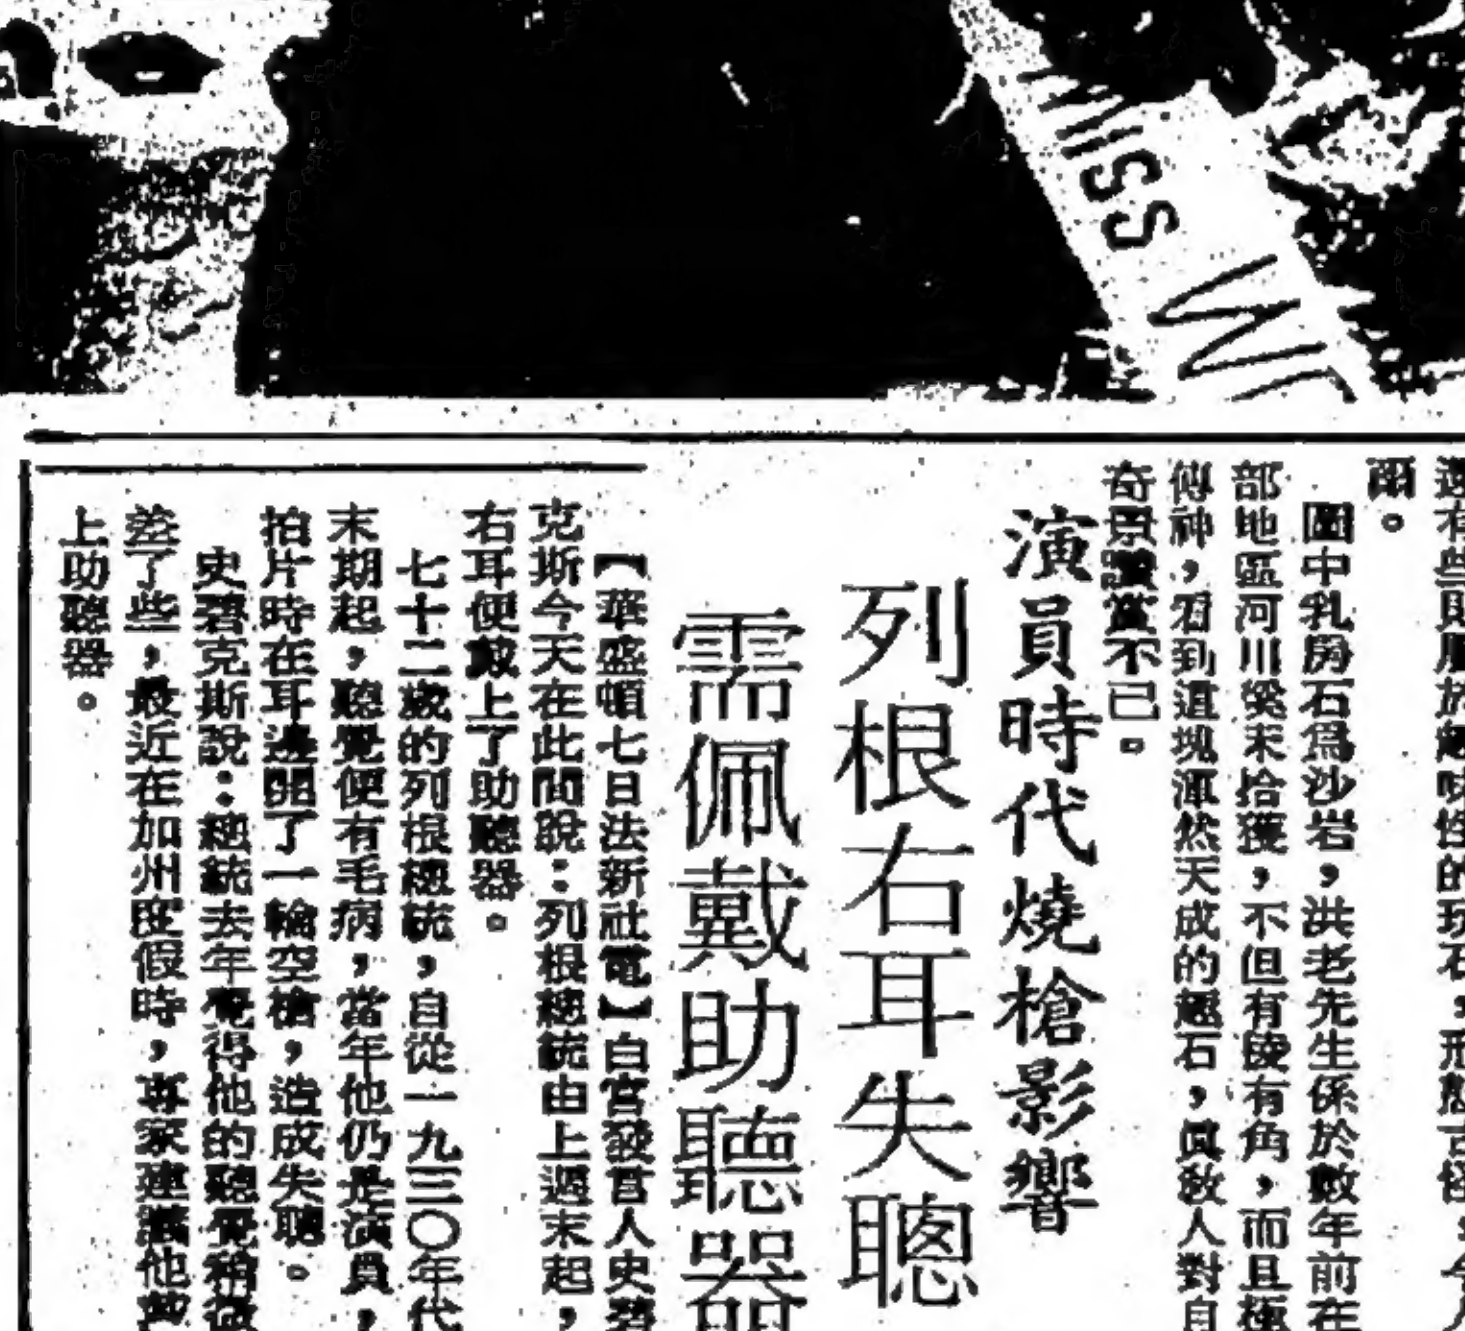 MISS W
爾。
圖中乳房石爲沙岩，洪老先生係於數年前在
部地區河川樑末拾獲，不但有陵有角，而且極
傳神，看到這塊渾然天成的趣石，眞敎人對自
奇景讚賞不已。
演員時代燒槍影響
列根右耳失聰
需佩戴助聽器
【華盛頓七日法新社電】白宮發言人史碧
克斯今天在此間說：列根總統由上週末起，
右耳便戴上了助聽器。
七十二歲的列根總統，自從一九三〇年代
末期起，聽覺便有毛病，當年他仍是演員，
拍片時在耳邊開了一輪空槍，造成失聰。
史碧克斯說：總統去年覺得他的聽覺稍微
差了些，最近在加州度假時，專家建議他戴
上助聽器。